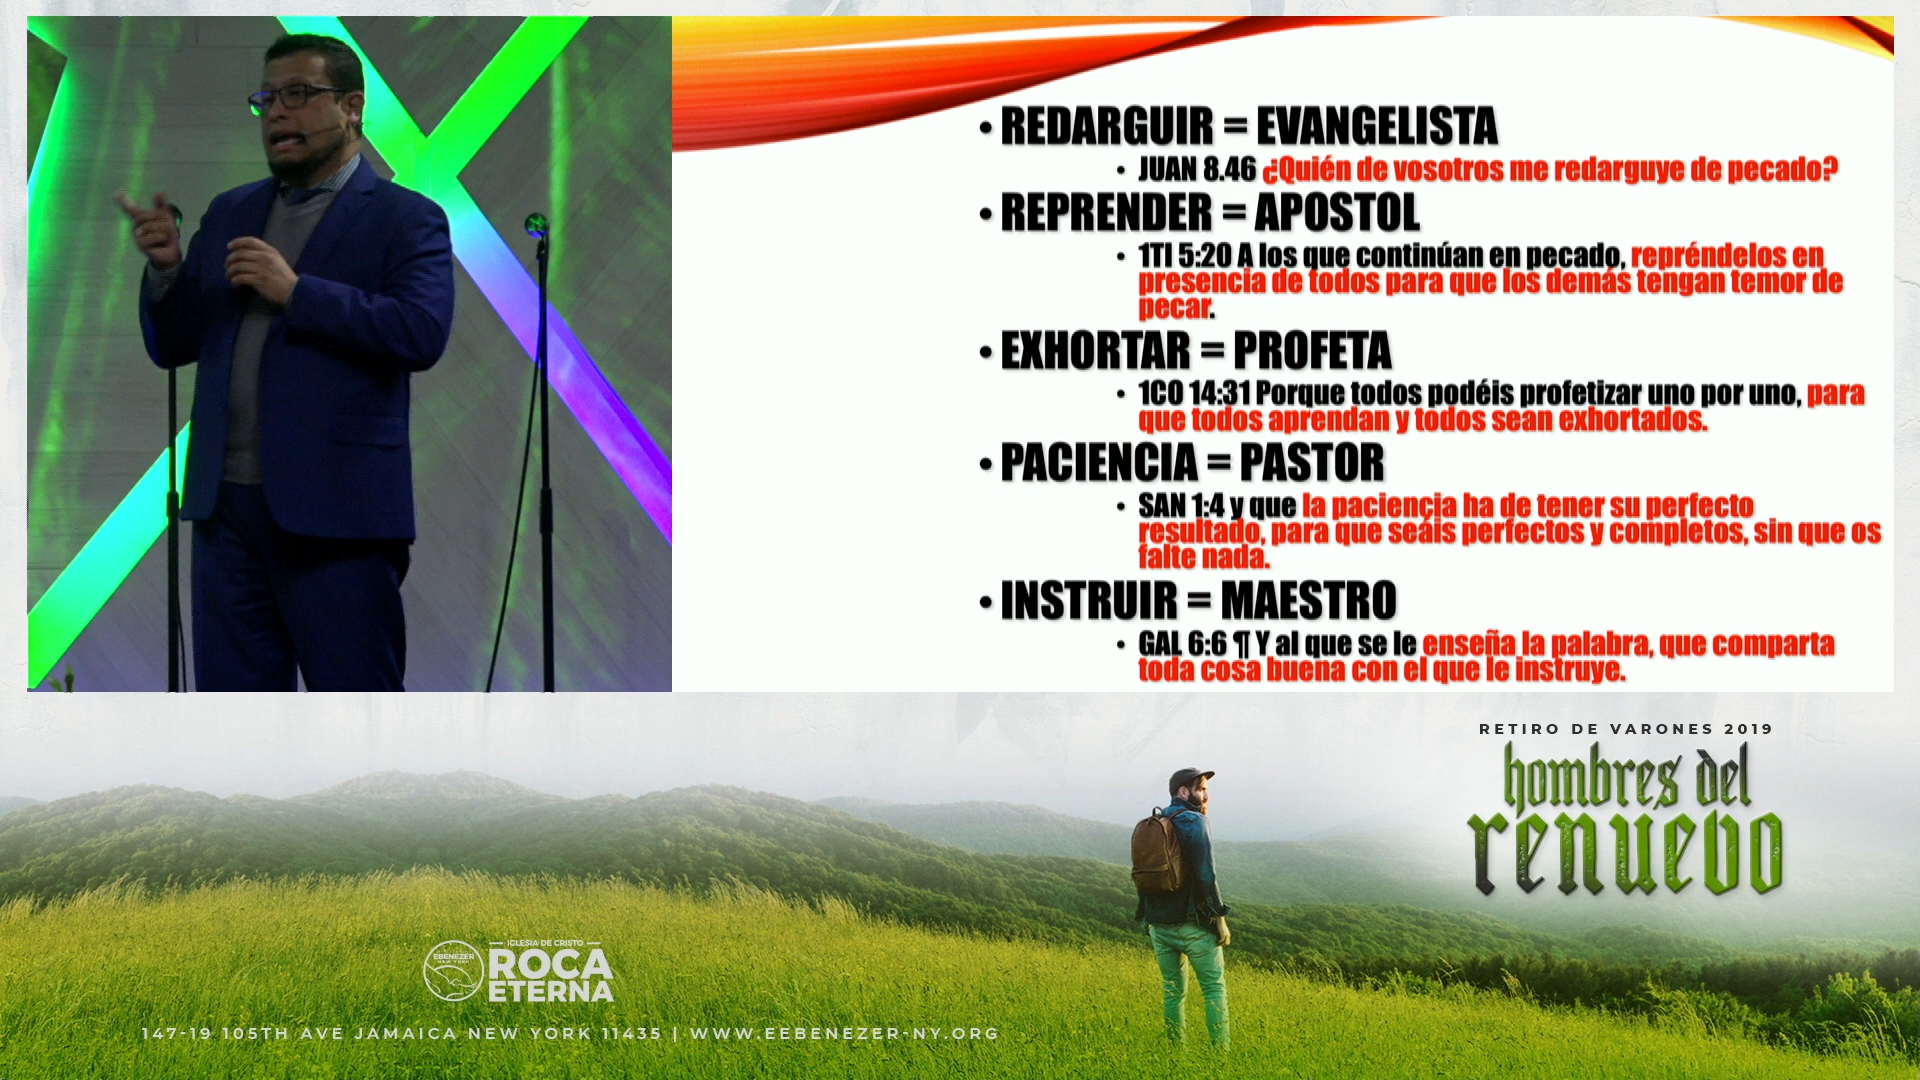 • REDARGUIR = EVANGELISTA
• JUAN 8.46 ¿Quién de vosotros me redarguye de pecado?
• REPRENDER = APOSTOL
• 1TI 5:20 A los que continúan en pecado, repréndelos en
presencia de todos para que los demás tengan temor de
pecar.
• EXHORTAR = PROFETA
• 1CO 14:31 Porque todos podéis profetizar uno por uno, para
que todos aprendan y todos sean exhortados.
• PACIENCIA = PASTOR
• SAN 1:4 y que la paciencia ha de tener su perfecto
resultado, para que seáis perfectos y completos, sin que os
falte nada.
• INSTRUIR = MAESTRO
• GAL 6:6 ¶ Y al que se le enseña la palabra, que comparta
toda cosa buena con el que le instruye.
RETIRO DE VARONES 2019
hombres del
renuevo
EBENEZER
NEW YORK
IGLESIA DE CRISTO
ROCA
ETERNA
147-19 105TH AVE JAMAICA NEW YORK 11435 | WWW.EEBENEZER-NY.ORG